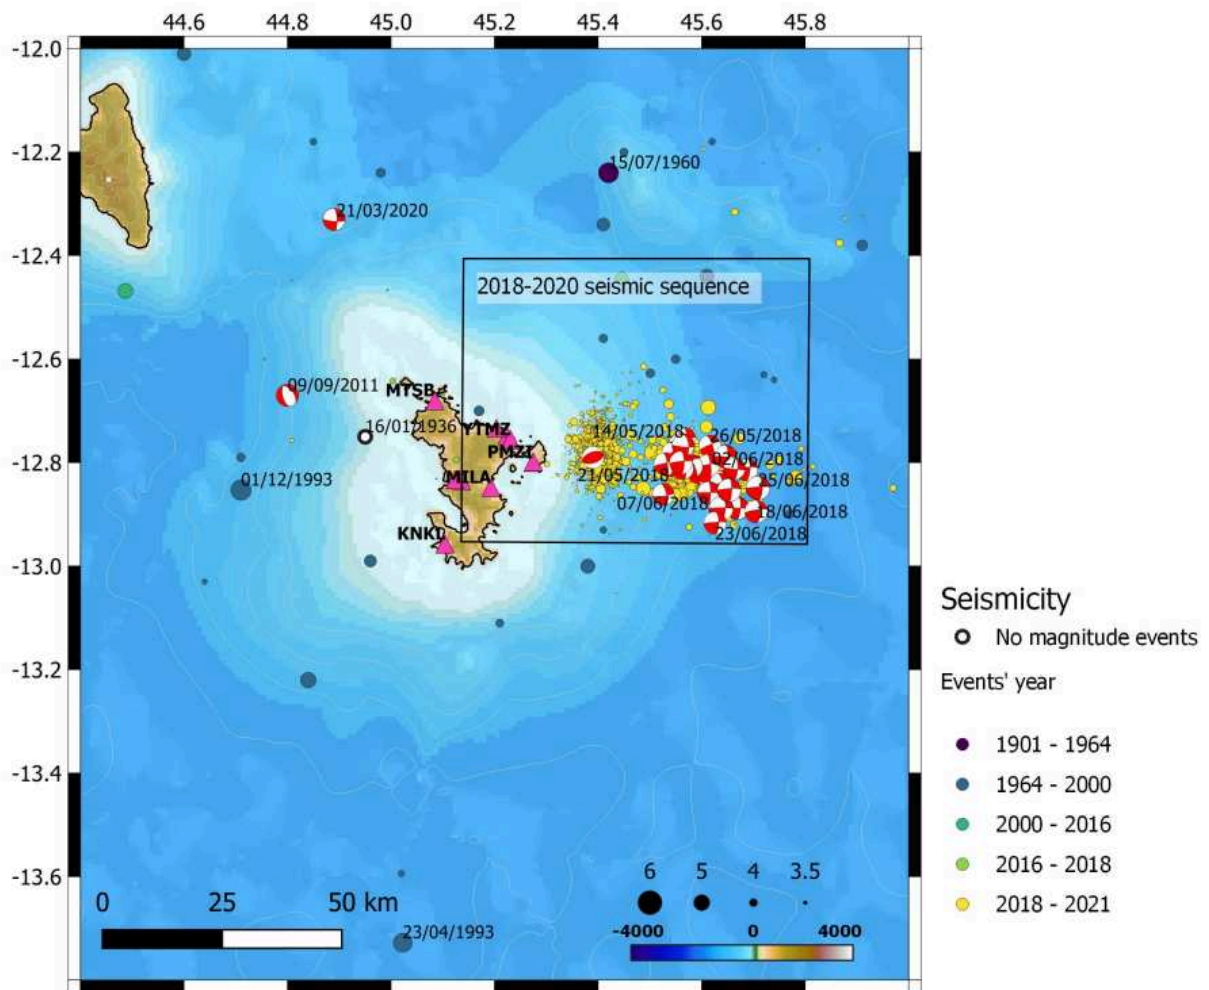 44.6 44.8 45.0 45.2 45.4 45.6 45.8
-12.0
-12.2
-12.4
-12.6
-12.8
-13.0
-13.2
-13.4
-13.6
15/07/1960
21/03/2020
2018-2020 seismic sequence
09/09/2011
MTSB
16/01/1936
YTMZ
14/05/2018
26/05/2018
PMZI
02/06/2018
01/12/1993
MILA
21/05/2018
25/06/2018
07/06/2018
18/06/2018
KNKL
23/06/2018
Seismicity
No magnitude events
Events' year
1901 - 1964
1964 - 2000
2000 - 2016
2016 - 2018
2018 - 2021
6 5 4 3.5
0 25 50 km
23/04/1993
-4000 0 4000